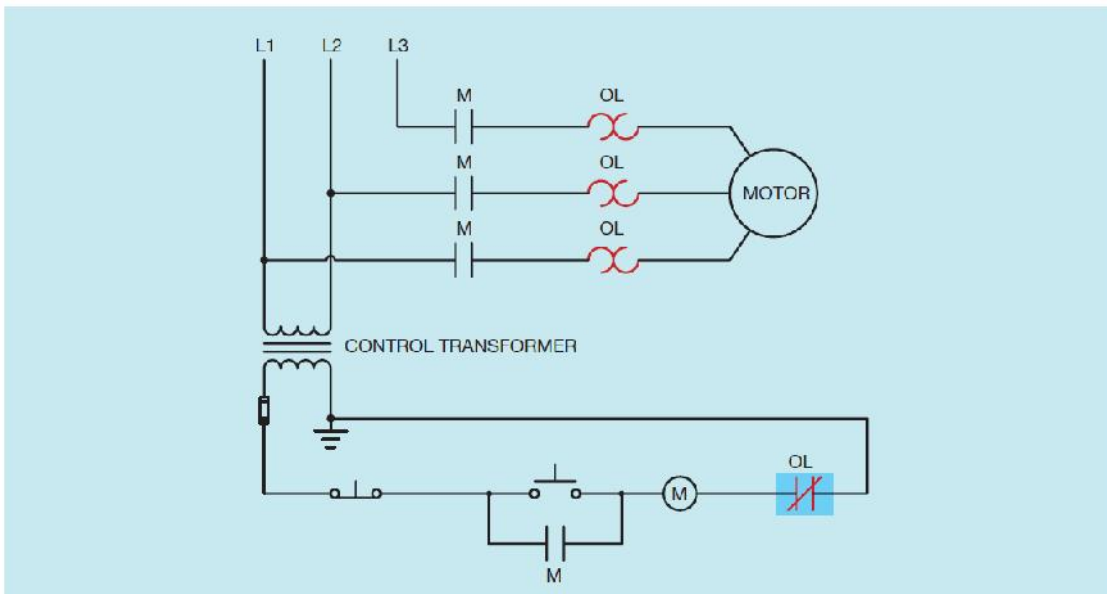 L1 L2 L3
M OL
M OL
MOTOR
M OL
CONTROL TRANSFORMER
OL
M
M